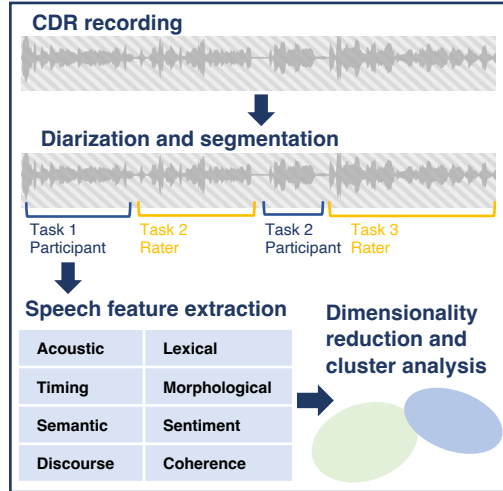 CDR recording
Diarization and segmentation
Task 1 Task 2 Task 2 Task 3
Participant Rater Participant Rater
Speech feature extraction
Dimensionality
reduction and
cluster analysis
Acoustic Lexical
Timing Morphological
Semantic Sentiment
Discourse Coherence